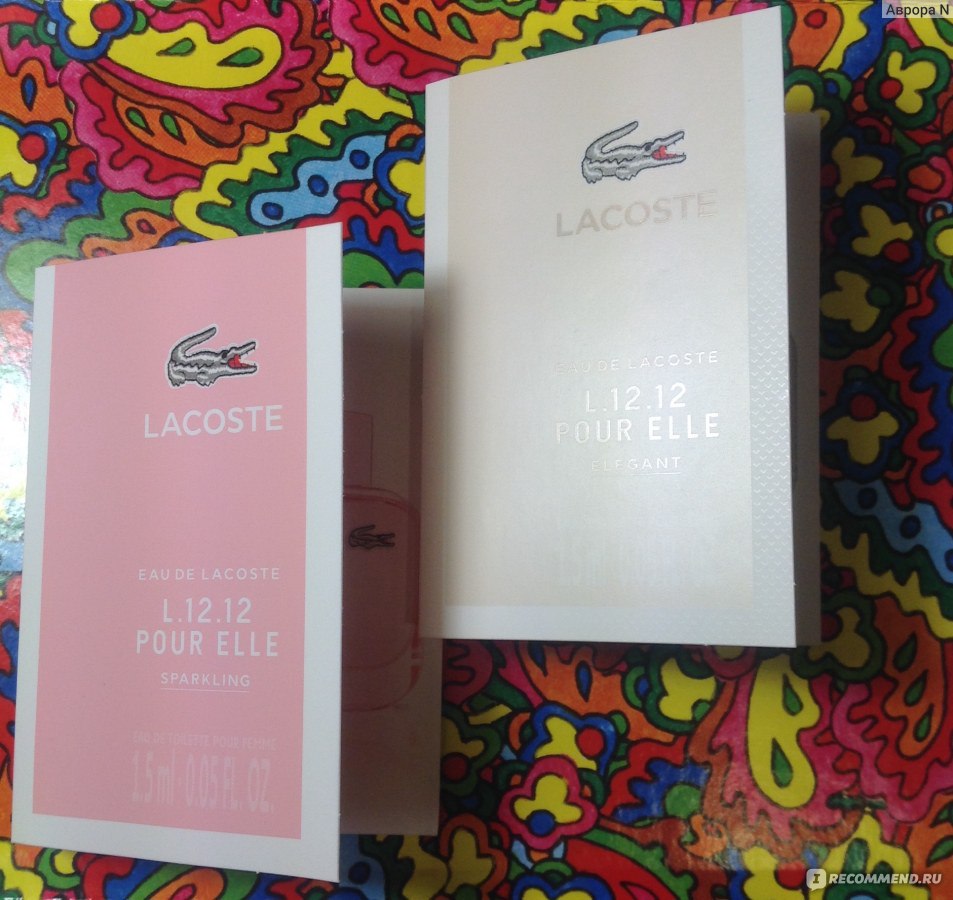 Аврора N
LACOSTE
EAU DE LACOSTE
L.12.12
POUR ELLE
ELEGANT
LACOSTE
EAU DE LACOSTE
L.12.12
POUR ELLE
SPARKLING
EAU DE TOILETTE POUR FEMME
1.5 ml · 0.05 FL. OZ.
IRECOMMEND.RU